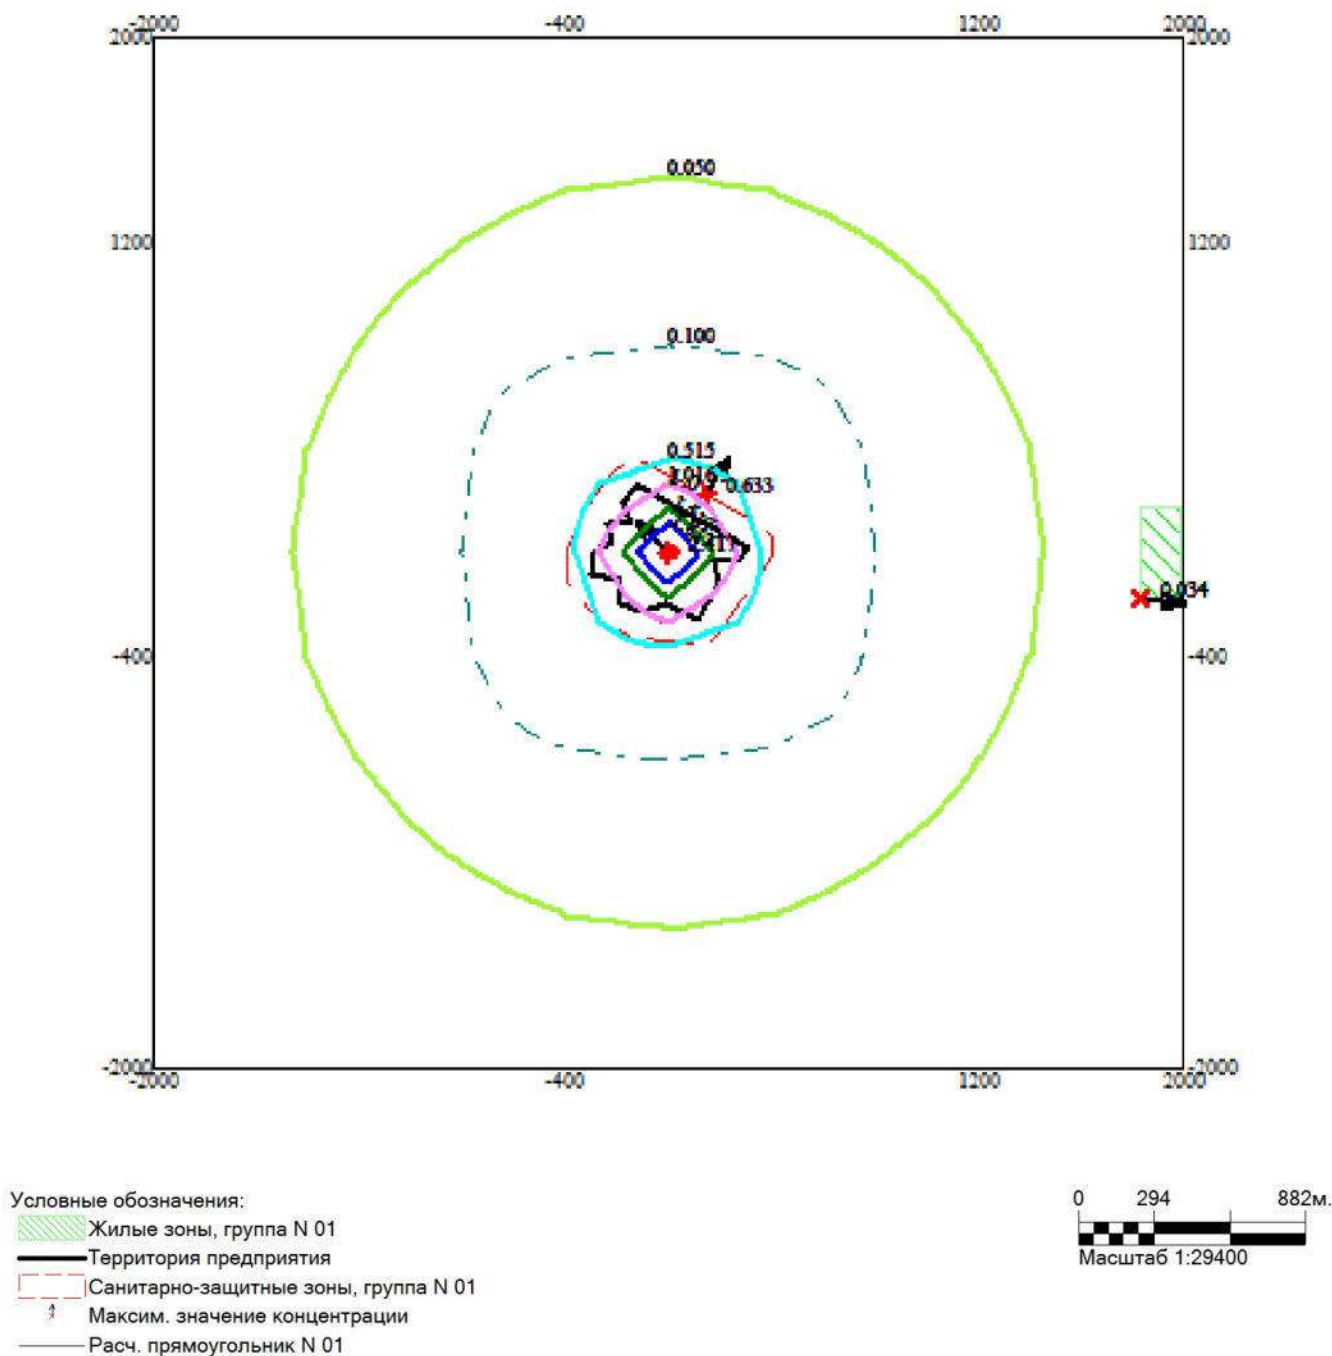 -2000 -400 1200 2000
2000 2000
0.050
1200 1200
0.100
0.515
1.016
0.633
0.034
-400 -400
-2000 -2000
-2000 -400 1200 2000
Условные обозначения:
Жилые зоны, группа N 01
Территория предприятия
Санитарно-защитные зоны, группа N 01
Максим. значение концентрации
Расч. прямоугольник N 01
0 294 882м.
Масштаб 1:29400